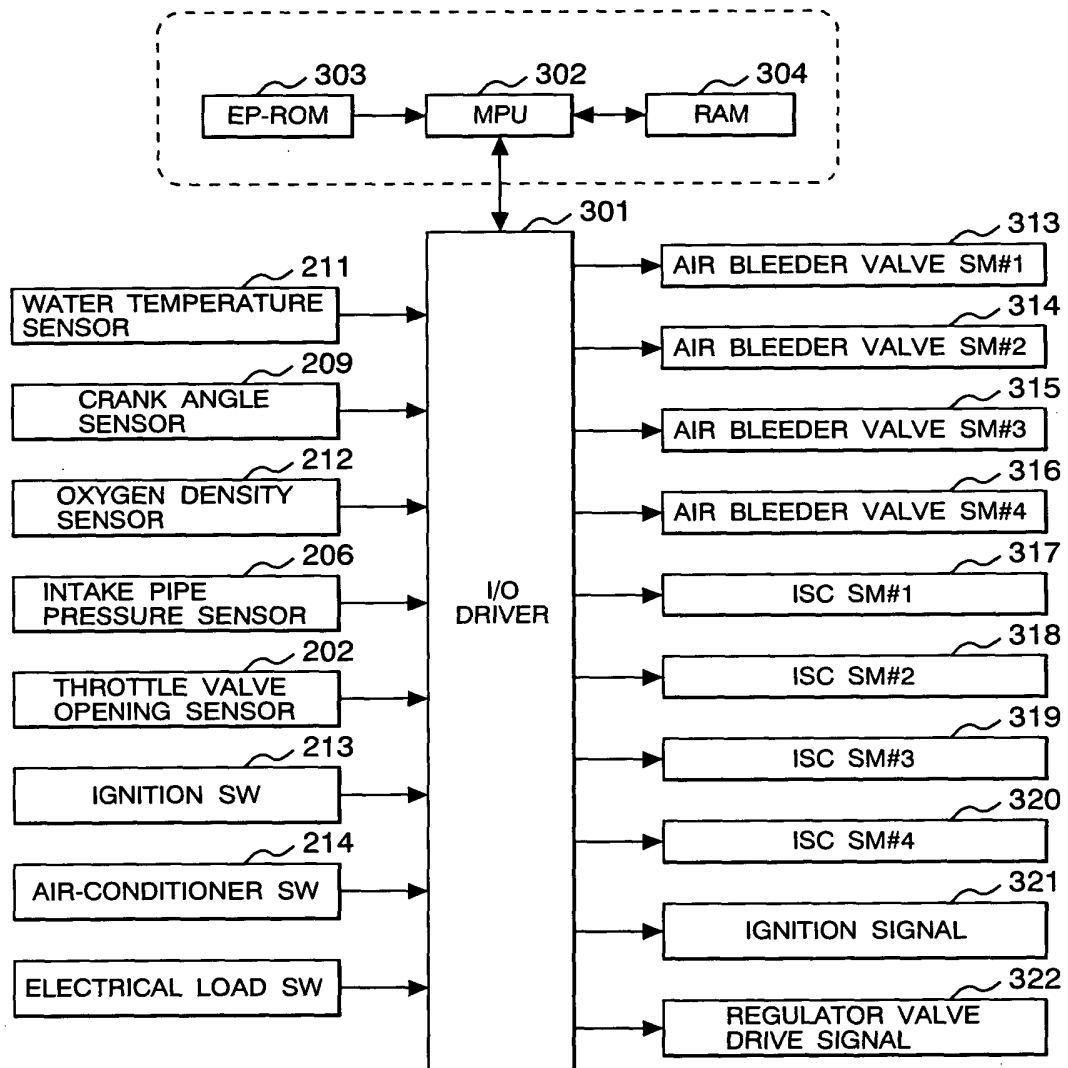 303
302
304
EP-ROM
MPU
RAM
301
211
WATER TEMPERATURE
SENSOR
209
CRANK ANGLE
SENSOR
212
OXYGEN DENSITY
SENSOR
206
INTAKE PIPE
PRESSURE SENSOR
202
THROTTLE VALVE
OPENING SENSOR
213
IGNITION SW
214
AIR-CONDITIONER SW
ELECTRICAL LOAD SW
I/O
DRIVER
313
AIR BLEEDER VALVE SM#1
314
AIR BLEEDER VALVE SM#2
315
AIR BLEEDER VALVE SM#3
316
AIR BLEEDER VALVE SM#4
317
ISC SM#1
318
ISC SM#2
319
ISC SM#3
320
ISC SM#4
321
IGNITION SIGNAL
322
REGULATOR VALVE
DRIVE SIGNAL